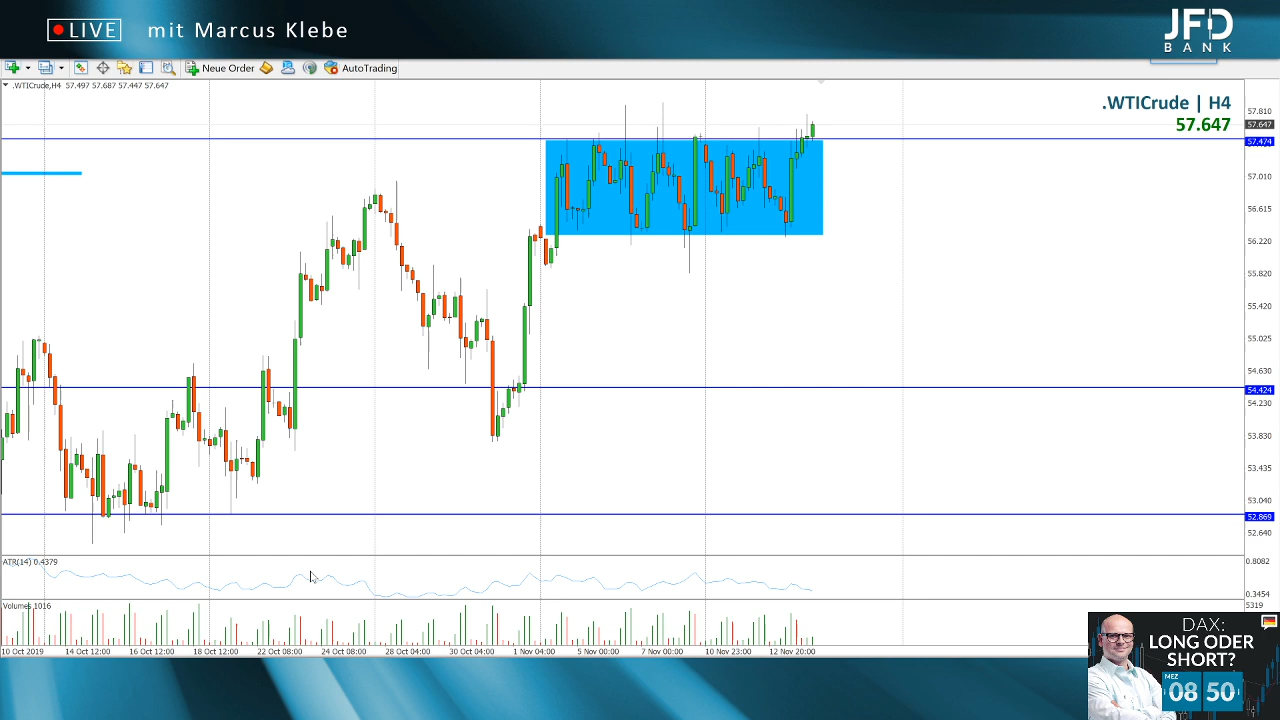 LIVE mit Marcus Klebe
JFD
BANK
Neue Order AutoTrading
.WTICrude,H4 57.497 57.687 57.447 57.647
.WTICrude | H4
57.647
57.810
57.647
57.474
57.010
56.615
56.220
55.820
55.420
55.025
54.630
54.424
54.230
53.830
53.435
53.040
52.869
52.640
ATR(14) 0.4379
0.8082
0.3454
Volumes 1016
5319
10 Oct 2019 14 Oct 12:00 16 Oct 12:00 18 Oct 12:00 22 Oct 08:00 24 Oct 08:00 28 Oct 04:00 30 Oct 04:00 1 Nov 04:00 5 Nov 00:00 7 Nov 00:00 10 Nov 23:00 12 Nov 20:00
DAX:
LONG ODER
SHORT?
MEZ
08 50